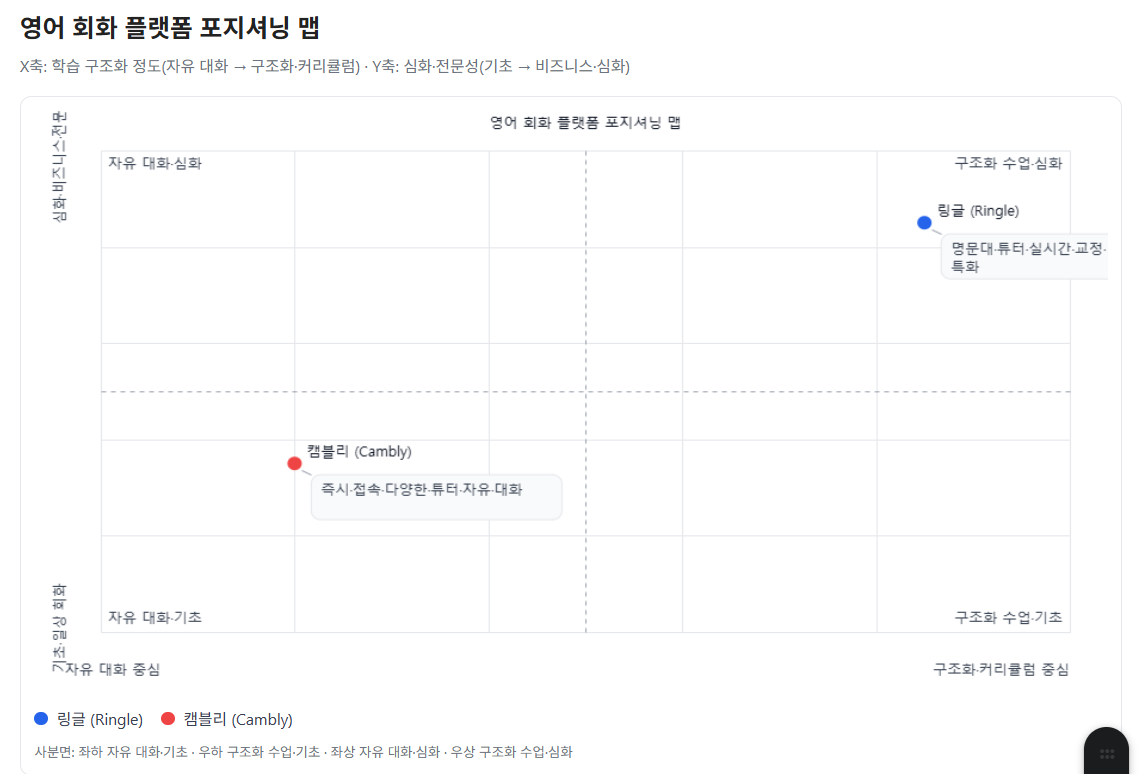 영어 회화 플랫폼 포지셔닝 맵
X축: 학습 구조화 정도(자유 대화 → 구조화·커리큘럼) · Y축: 심화·전문성(기초 → 비즈니스·심화)
영어 회화 플랫폼 포지셔닝 맵
심화·비즈니스·전문
자유 대화·심화
구조화 수업·심화
링글 (Ringle)
명문대·튜터·실시간·교정·
특화
캠블리 (Cambly)
즉시·접속·다양한·튜터·자유·대화
자유 대화·기초
구조화 수업·기초
기초·일상 회화
자유 대화 중심
구조화·커리큘럼 중심
링글 (Ringle)
캠블리 (Cambly)
사분면: 좌하 자유 대화·기초 · 우하 구조화 수업·기초 · 좌상 자유 대화·심화 · 우상 구조화 수업·심화